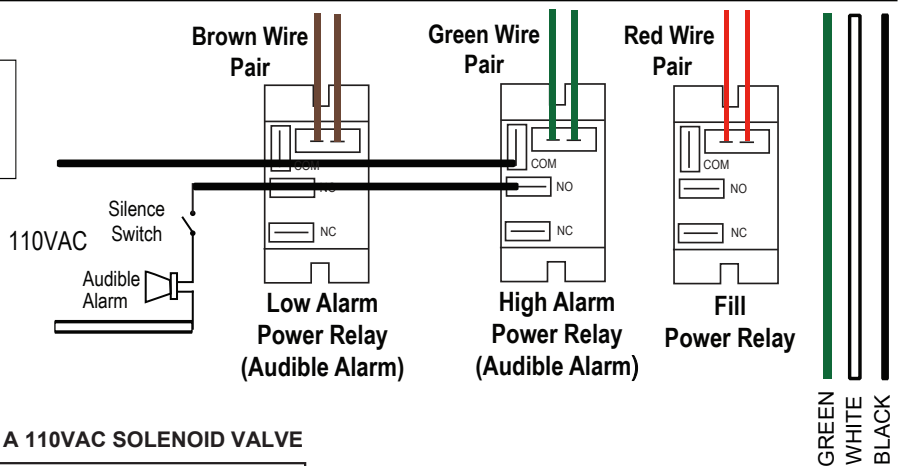 Brown Wire
Pair
Green Wire
Pair
Red Wire
Pair
COM
NO
NC
COM
NO
NC
COM
NO
NC
Silence
Switch
110VAC
Audible
Alarm
Low Alarm
Power Relay
(Audible Alarm)
High Alarm
Power Relay
(Audible Alarm)
Fill
Power Relay
GREEN
WHITE
BLACK
A 110VAC SOLENOID VALVE